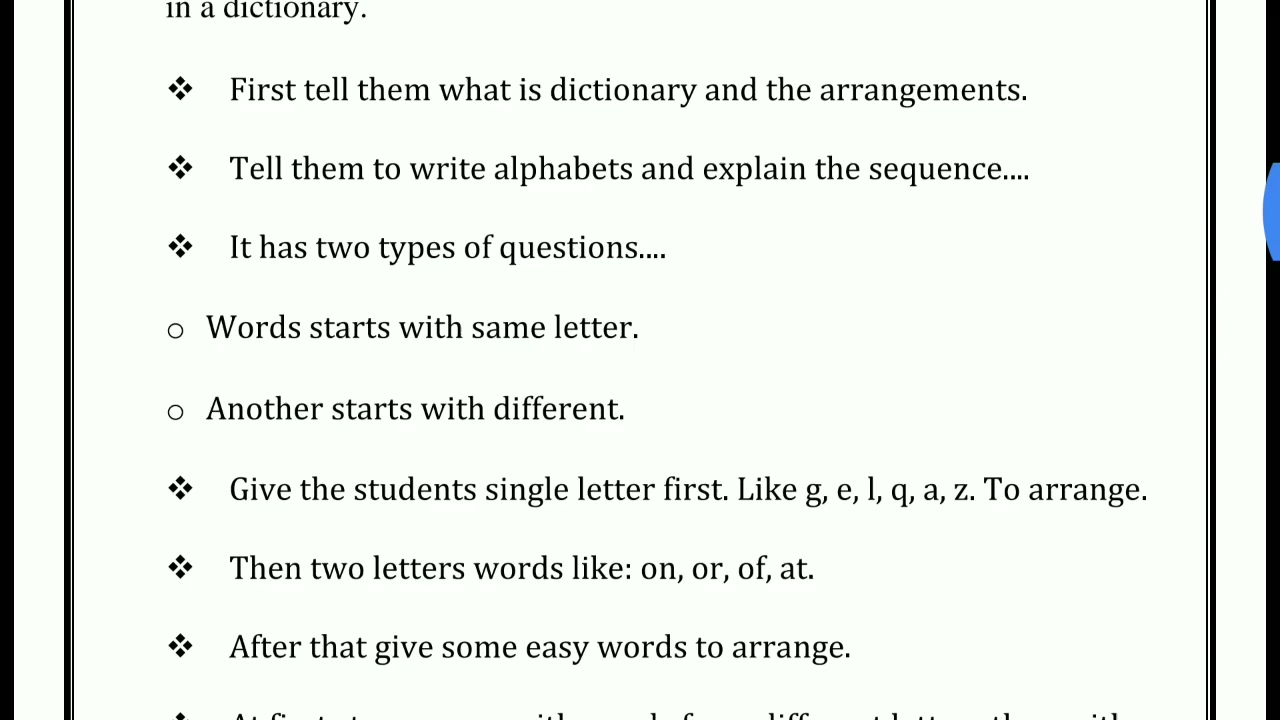 in a dictionary.
❖ First tell them what is dictionary and the arrangements.
❖ Tell them to write alphabets and explain the sequence....
❖ It has two types of questions....
o Words starts with same letter.
o Another starts with different.
❖ Give the students single letter first. Like g, e, l, q, a, z. To arrange.
❖ Then two letters words like: on, or, of, at.
❖ After that give some easy words to arrange.